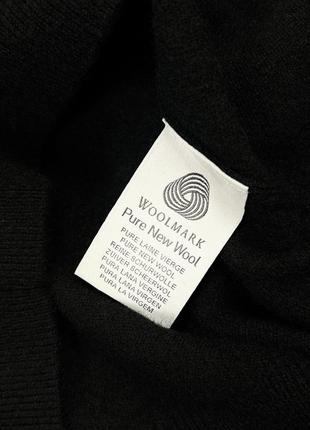 WOOLMARK
Pure New Wool
PURE LAINE VIERGE
PURE NEW WOOL
REINE SCHURWOLLE
ZUIVER SCHEERWOL
PURA LANA VERGINE
PURA LANA VIRGEN
PURA LA VIRGEM